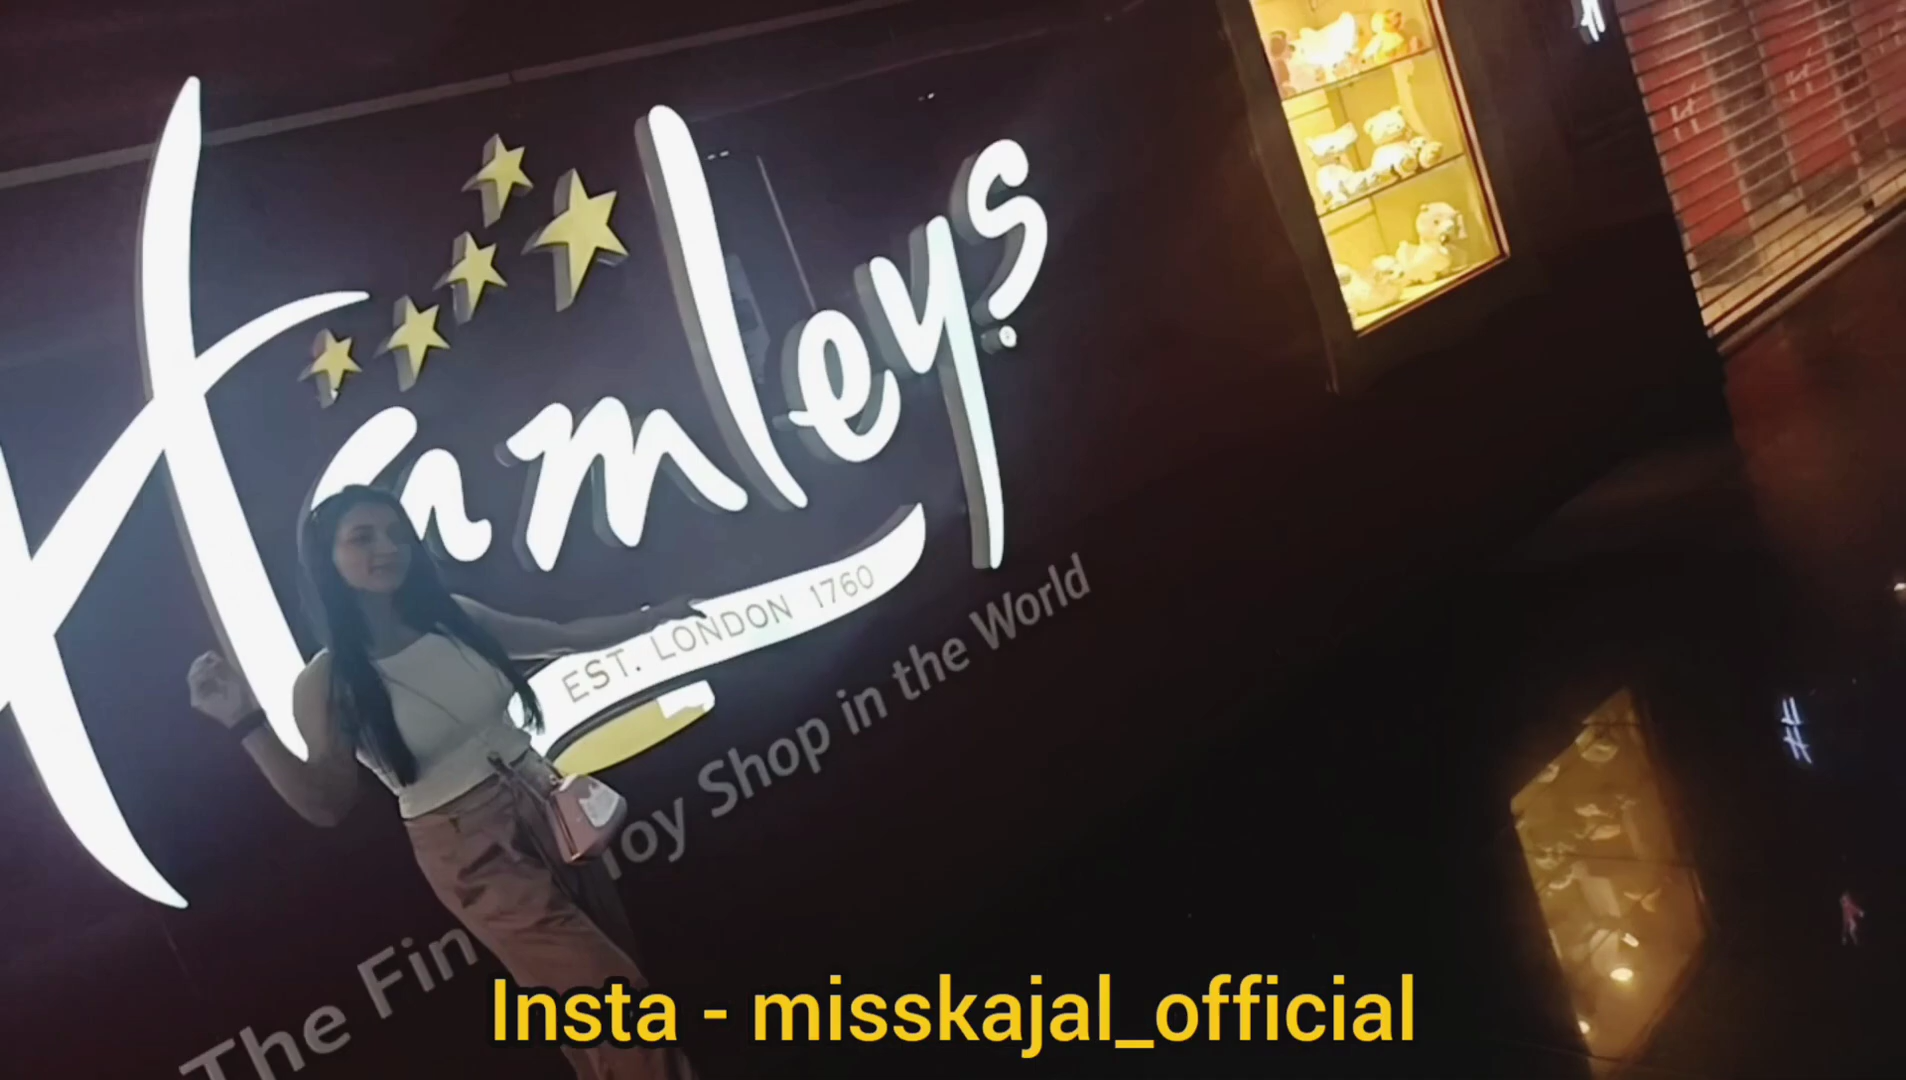 Hamleys
EST. LONDON 1760
The Fin Toy Shop in the World
Insta - misskajal_official